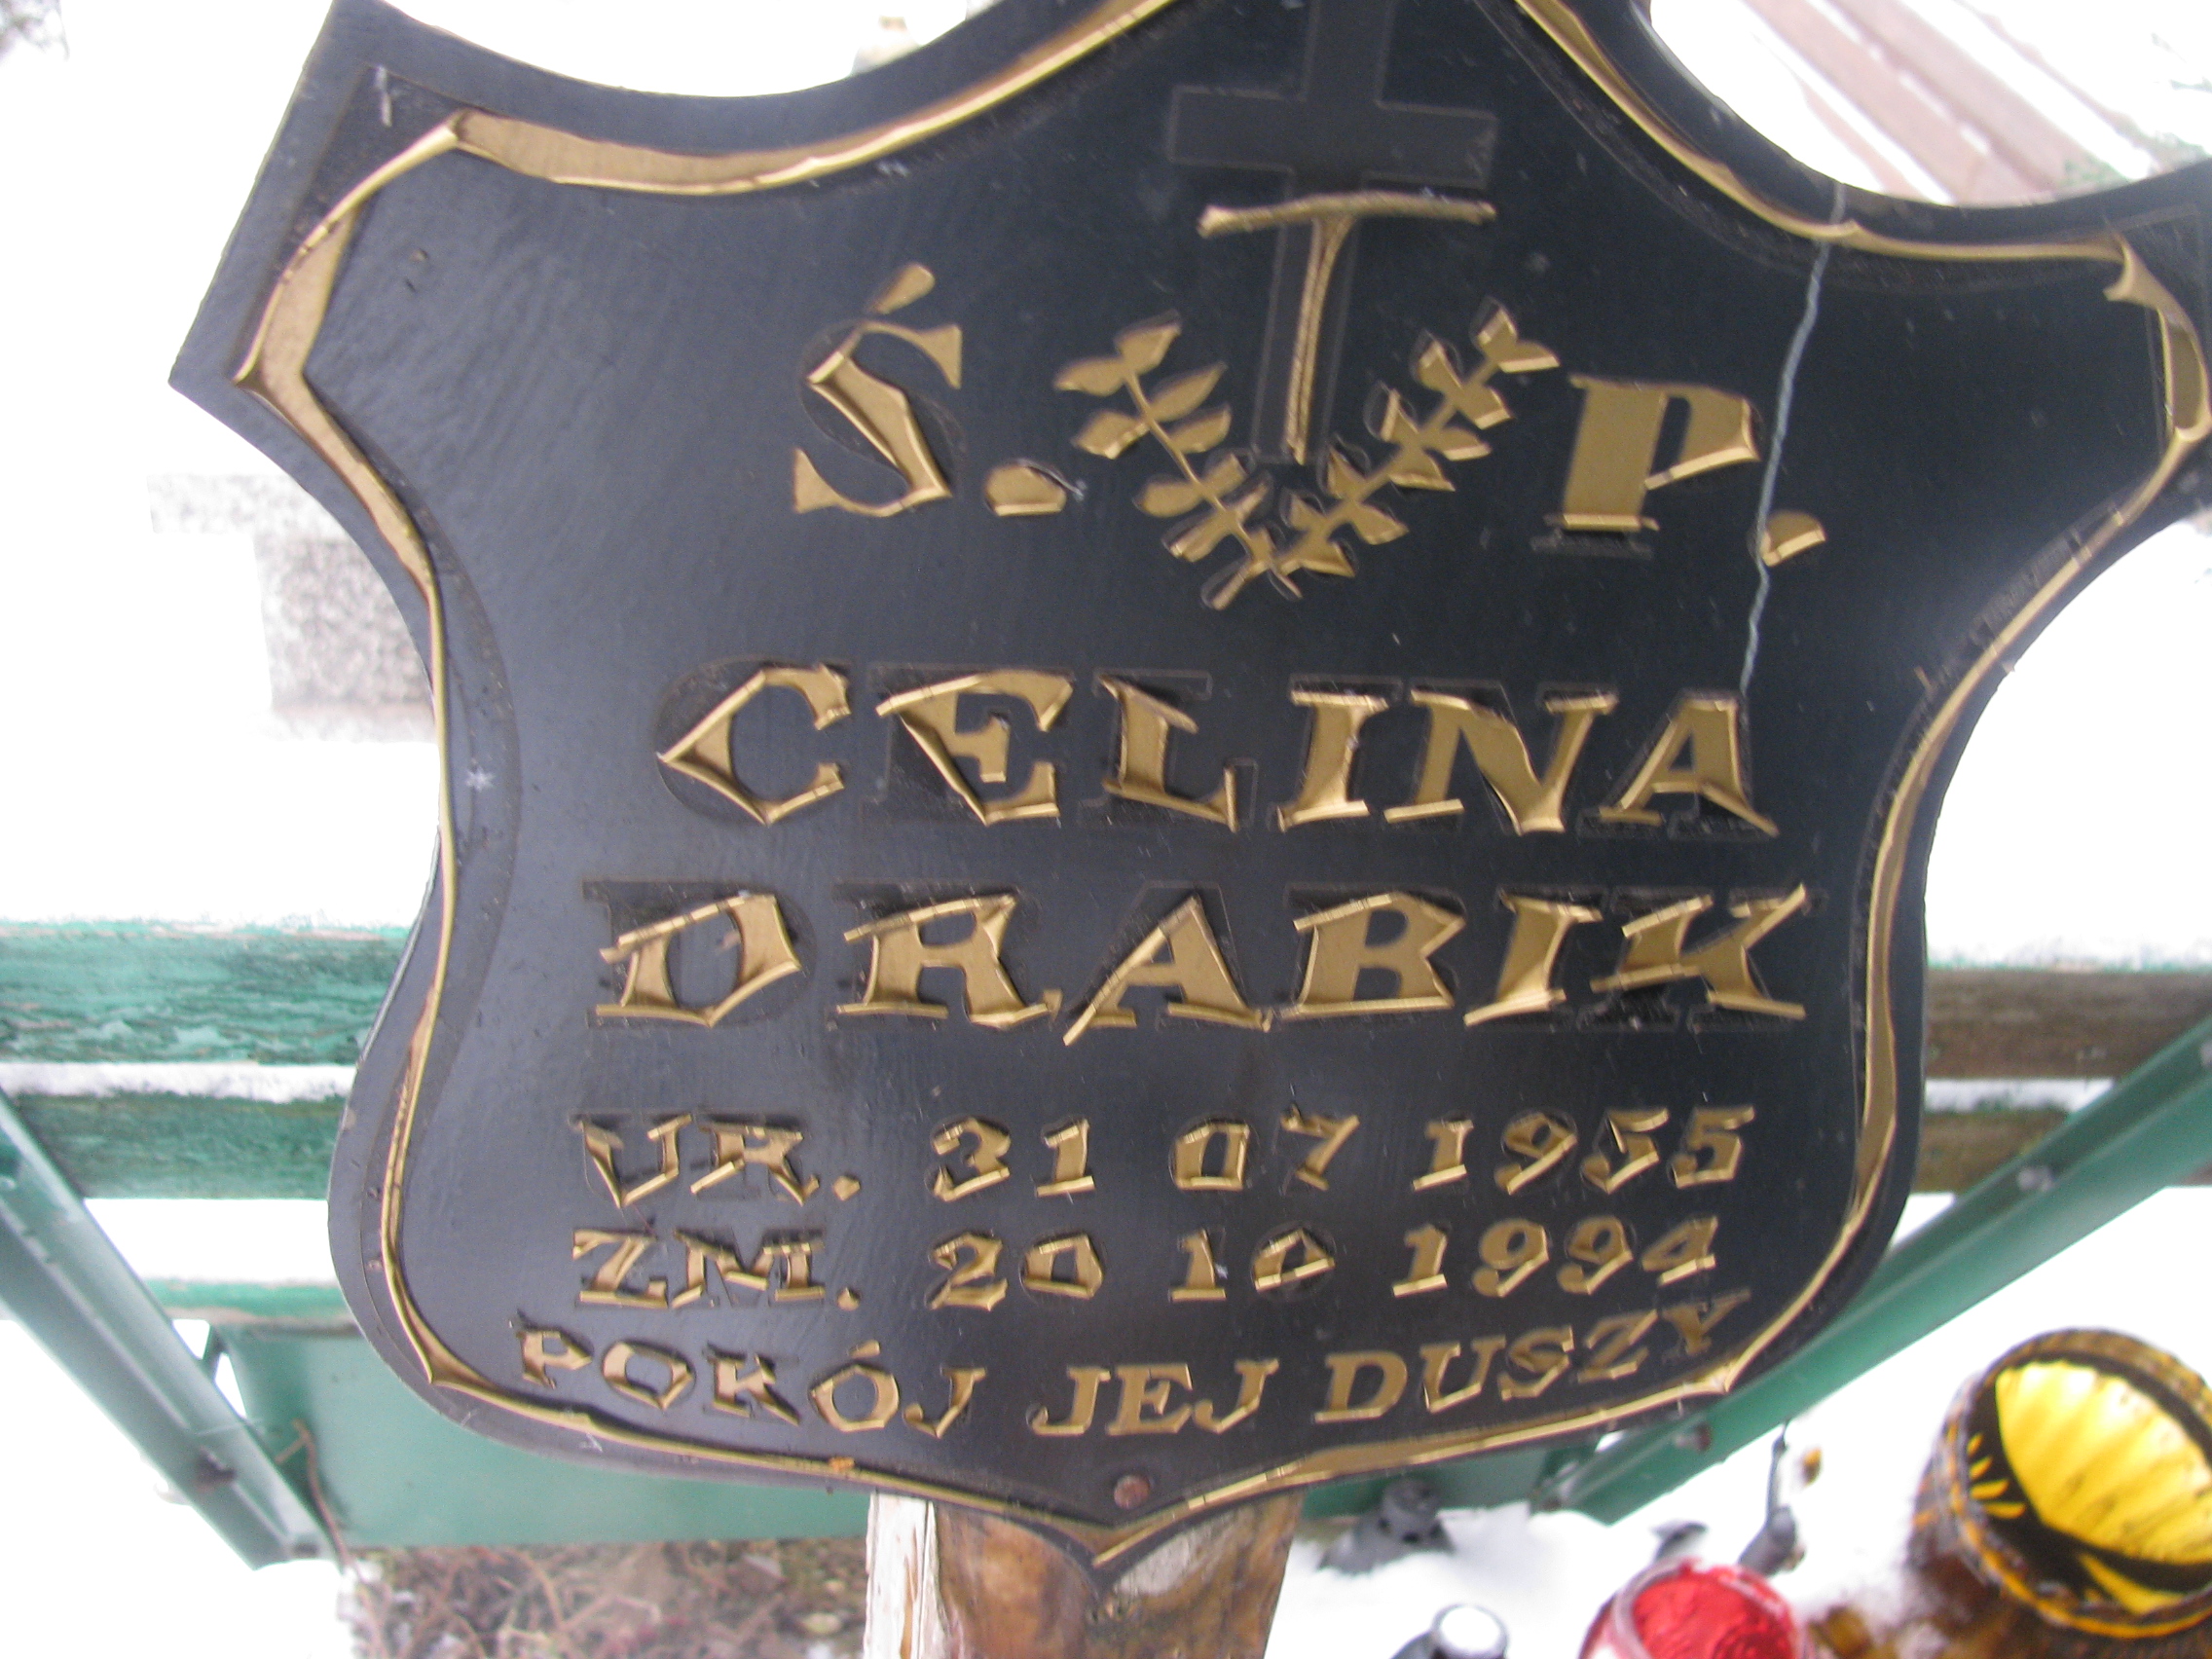 Ś. P.
CELINA
DRABIK
UR. 31 07 1955
ZM. 20 10 1994
POKÓJ JEJ DUSZY